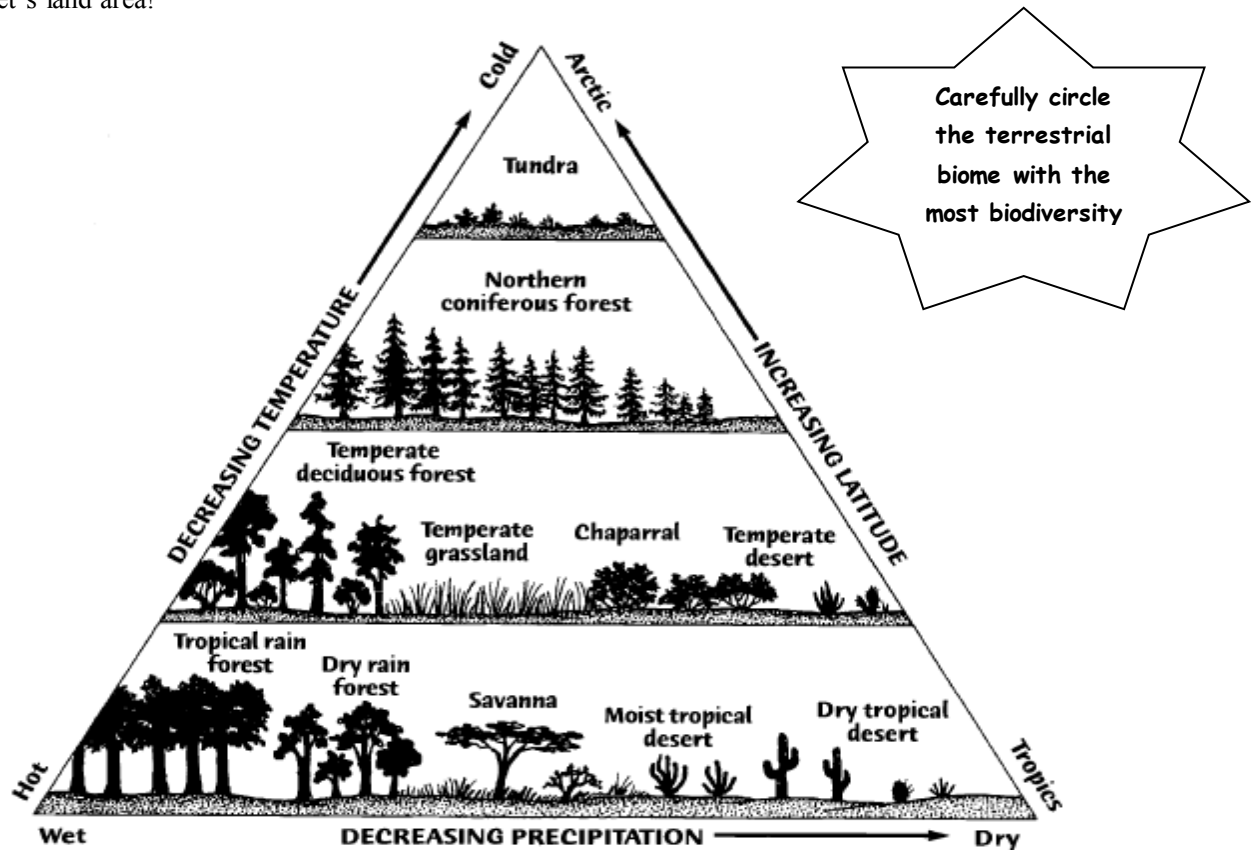 et's land area?
Cold
Arctic
Carefully circle
the terrestrial
biome with the
most biodiversity
Tundra
Northern
coniferous forest
DECREASING TEMPERATURE
INCREASING LATITUDE
Temperate
deciduous forest
Temperate
grassland
Chaparral
Temperate
desert
Tropical rain
forest
Dry rain
forest
Savanna
Moist tropical
desert
Dry tropical
desert
Hot
Tropics
Wet
DECREASING PRECIPITATION
Dry